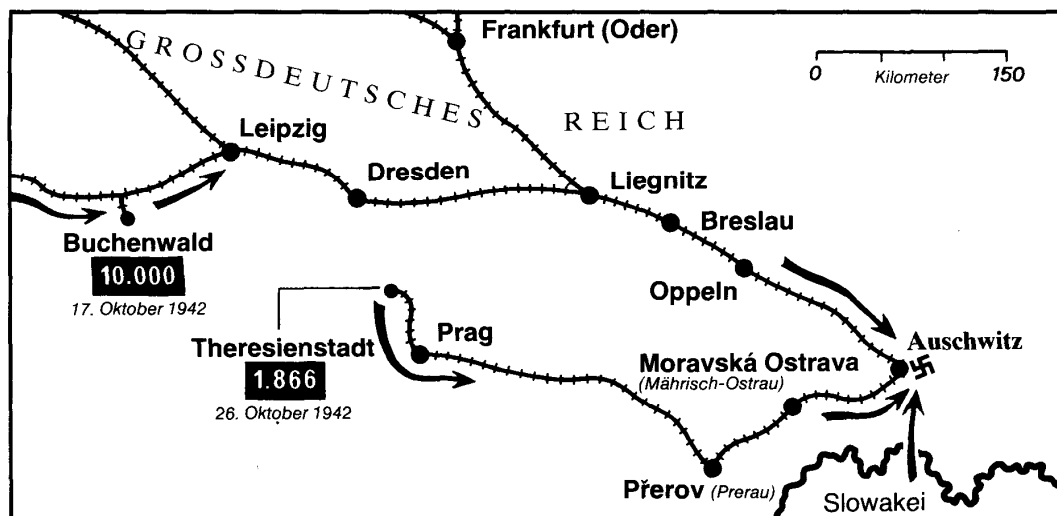 Frankfurt (Oder)
GROSSDEUTSCHES REICH
0 Kilometer 150
Leipzig
Dresden
Liegnitz
Breslau
Buchenwald
10.000
17. Oktober 1942
Oppeln
Theresienstadt
1.866
26. Oktober 1942
Prag
Auschwitz
Moravská Ostrava
(Mährisch-Ostrau)
Přerov (Prerau)
Slowakei